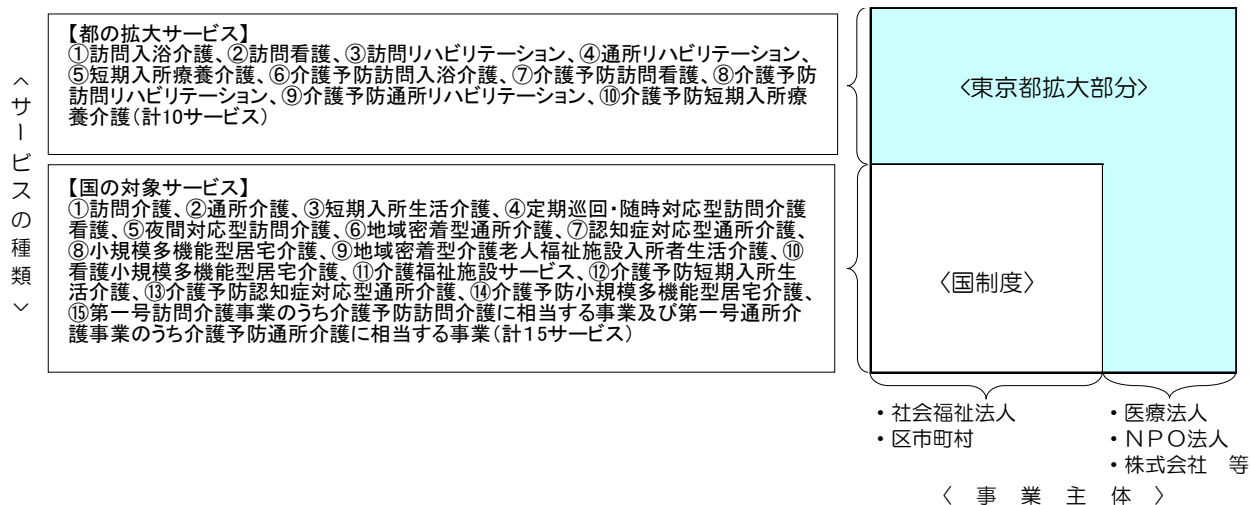 〈サービスの種類〉
【都の拡大サービス】
①訪問入浴介護、②訪問看護、③訪問リハビリテーション、④通所リハビリテーション、
⑤短期入所療養介護、⑥介護予防訪問入浴介護、⑦介護予防訪問看護、⑧介護予防
訪問リハビリテーション、⑨介護予防通所リハビリテーション、⑩介護予防短期入所療
養介護(計10サービス)
【国の対象サービス】
①訪問介護、②通所介護、③短期入所生活介護、④定期巡回・随時対応型訪問介護
看護、⑤夜間対応型訪問介護、⑥地域密着型通所介護、⑦認知症対応型通所介護、
⑧小規模多機能型居宅介護、⑨地域密着型介護老人福祉施設入所者生活介護、⑩
看護小規模多機能型居宅介護、⑪介護福祉施設サービス、⑫介護予防短期入所生
活介護、⑬介護予防認知症対応型通所介護、⑭介護予防小規模多機能型居宅介護、
⑮第一号訪問介護事業のうち介護予防訪問介護に相当する事業及び第一号通所介
護事業のうち介護予防通所介護に相当する事業(計15サービス)
〈東京都拡大部分〉
〈国制度〉
・社会福祉法人
・区市町村
・医療法人
・NPO法人
・株式会社 等
〈 事 業 主 体 〉